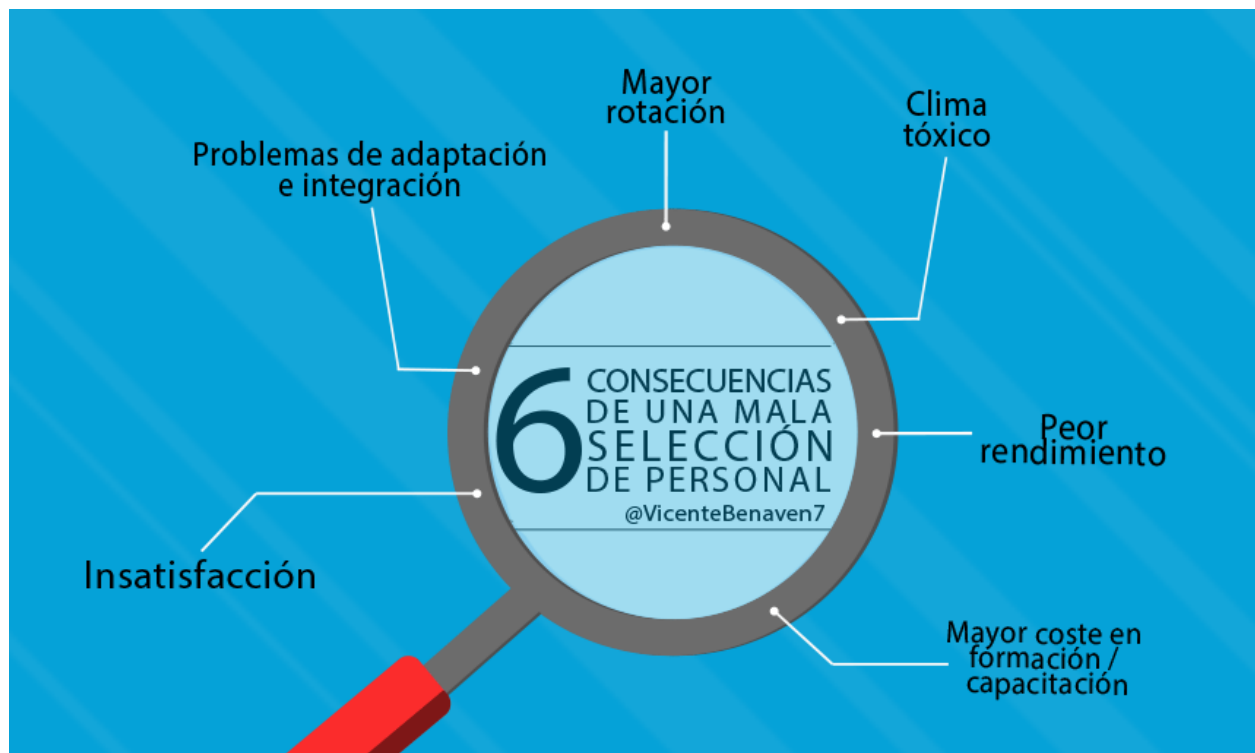 Mayor
rotación
Clima
tóxico
Problemas de adaptación
e integración
6
CONSECUENCIAS
DE UNA MALA
SELECCIÓN
DE PERSONAL
@VicenteBenaven7
Peor
rendimiento
Insatisfacción
Mayor coste en
formación /
capacitación